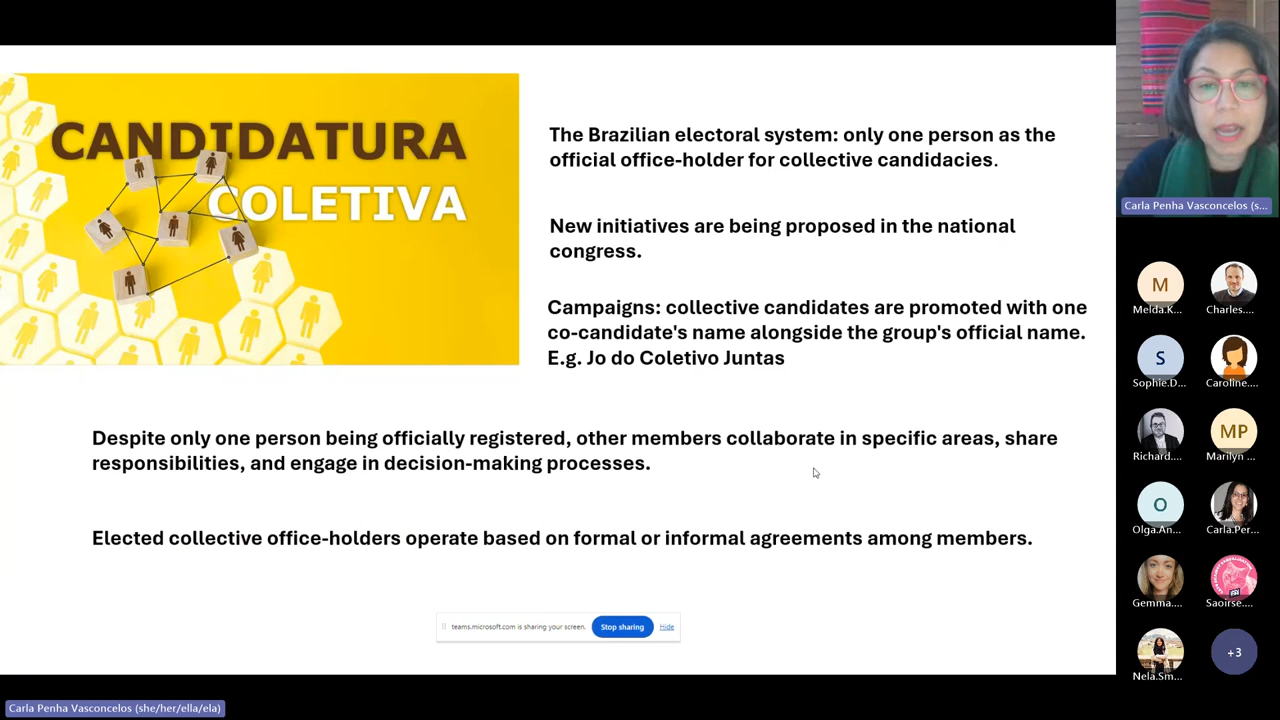 CANDIDATURA
COLETIVA
The Brazilian electoral system: only one person as the
official office-holder for collective candidacies.
New initiatives are being proposed in the national
congress.
Campaigns: collective candidates are promoted with one
co-candidate's name alongside the group's official name.
E.g. Jo do Coletivo Juntas
Despite only one person being officially registered, other members collaborate in specific areas, share
responsibilities, and engage in decision-making processes.
Elected collective office-holders operate based on formal or informal agreements among members.
teams.microsoft.com is sharing your screen.
Stop sharing
Hide
Carla Penha Vasconcelos (s...
M
Melda.K...
Charles....
S
Sophie.D...
Caroline....
Richard....
MP
Marilyn ...
O
Olga.An...
Carla.Per...
Gemma....
Saoirse....
Nela.Sm...
+3
Carla Penha Vasconcelos (she/her/ella/ela)